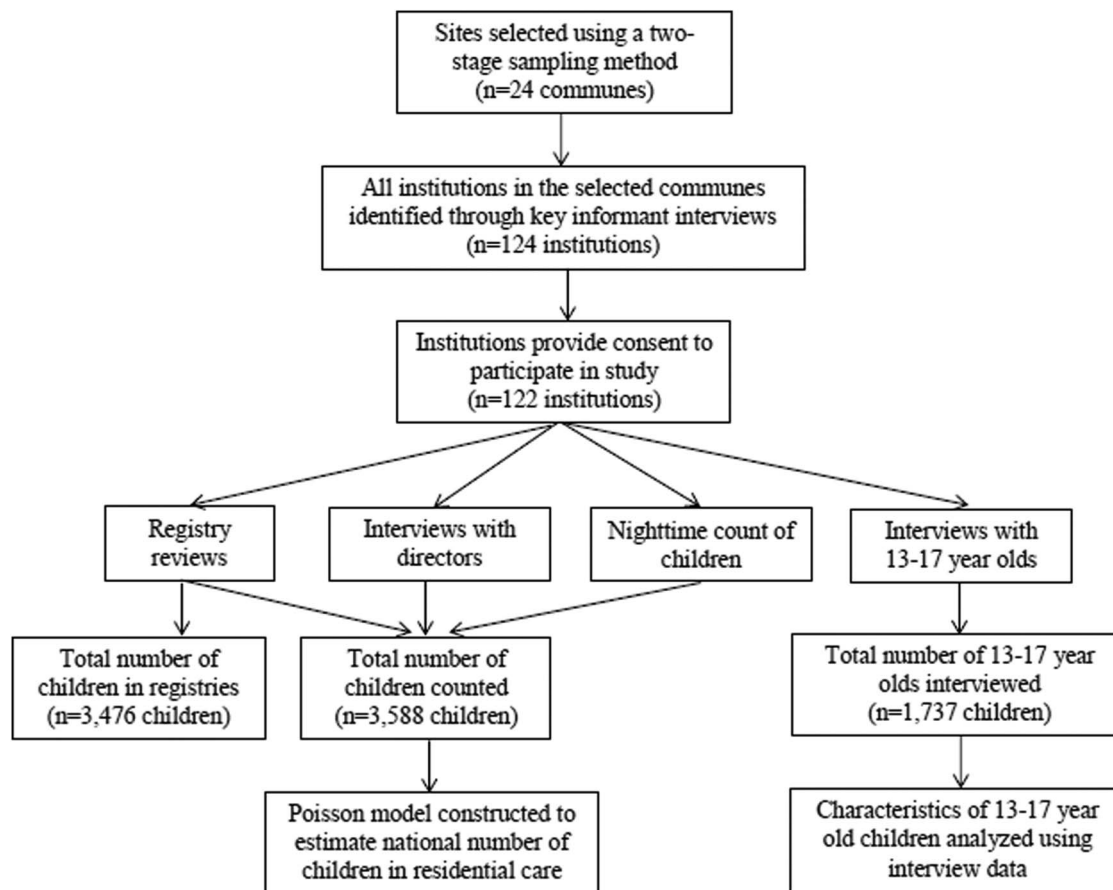 Sites selected using a two-
stage sampling method
(n=24 communes)
All institutions in the selected communes
identified through key informant interviews
(n=124 institutions)
Institutions provide consent to
participate in study
(n=122 institutions)
Registry
reviews
Interviews with
directors
Nighttime count of
children
Interviews with
13-17 year olds
Total number of
children in registries
(n=3,476 children)
Total number of
children counted
(n=3,588 children)
Total number of 13-17 year
olds interviewed
(n=1,737 children)
Poisson model constructed to
estimate national number of
children in residential care
Characteristics of 13-17 year
old children analyzed using
interview data